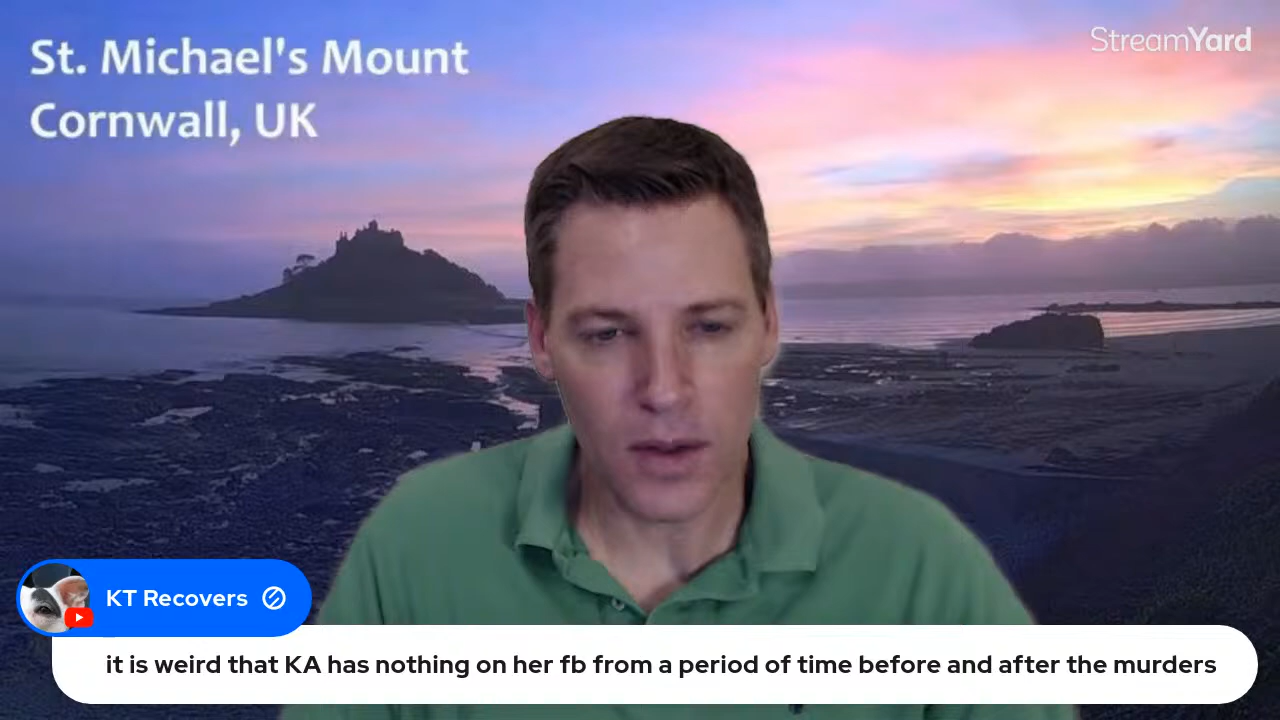 St. Michael's Mount
Cornwall, UK
StreamYard
KT Recovers
it is weird that KA has nothing on her fb from a period of time before and after the murders